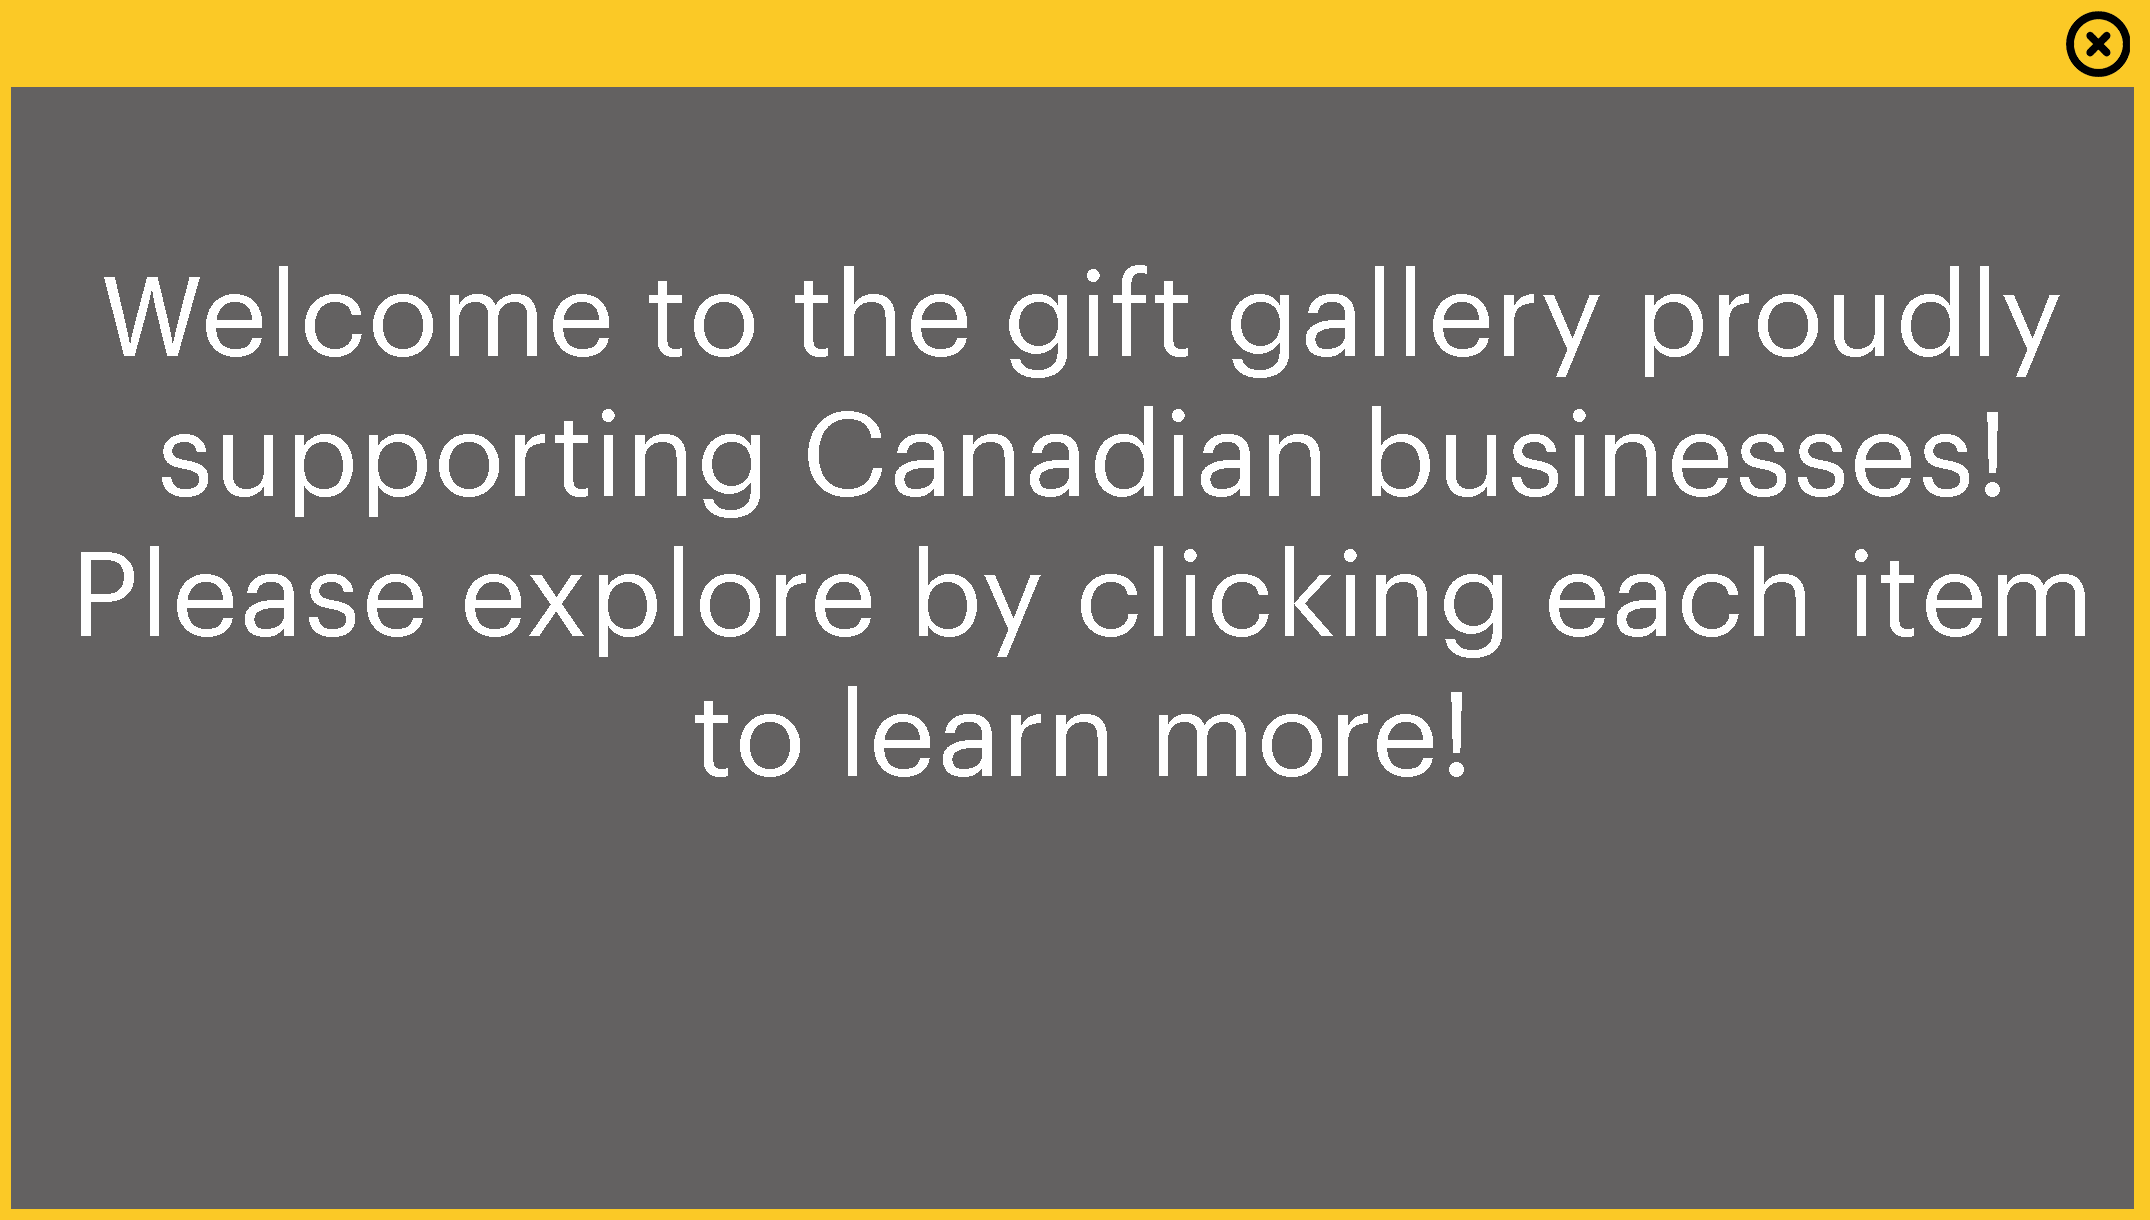 Welcome to the gift gallery proudly
supporting Canadian businesses!
Please explore by clicking each item
to learn more!